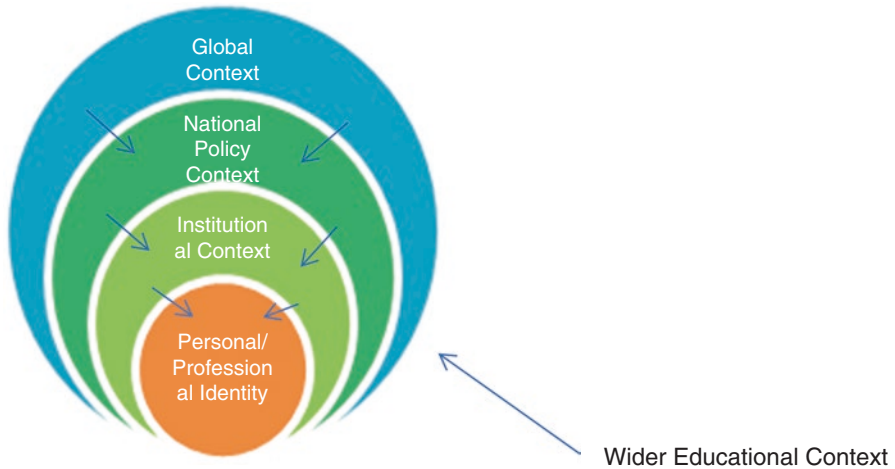 Global
Context
National
Policy
Context
Institution
al Context
Personal/
Profession
al Identity
Wider Educational Context